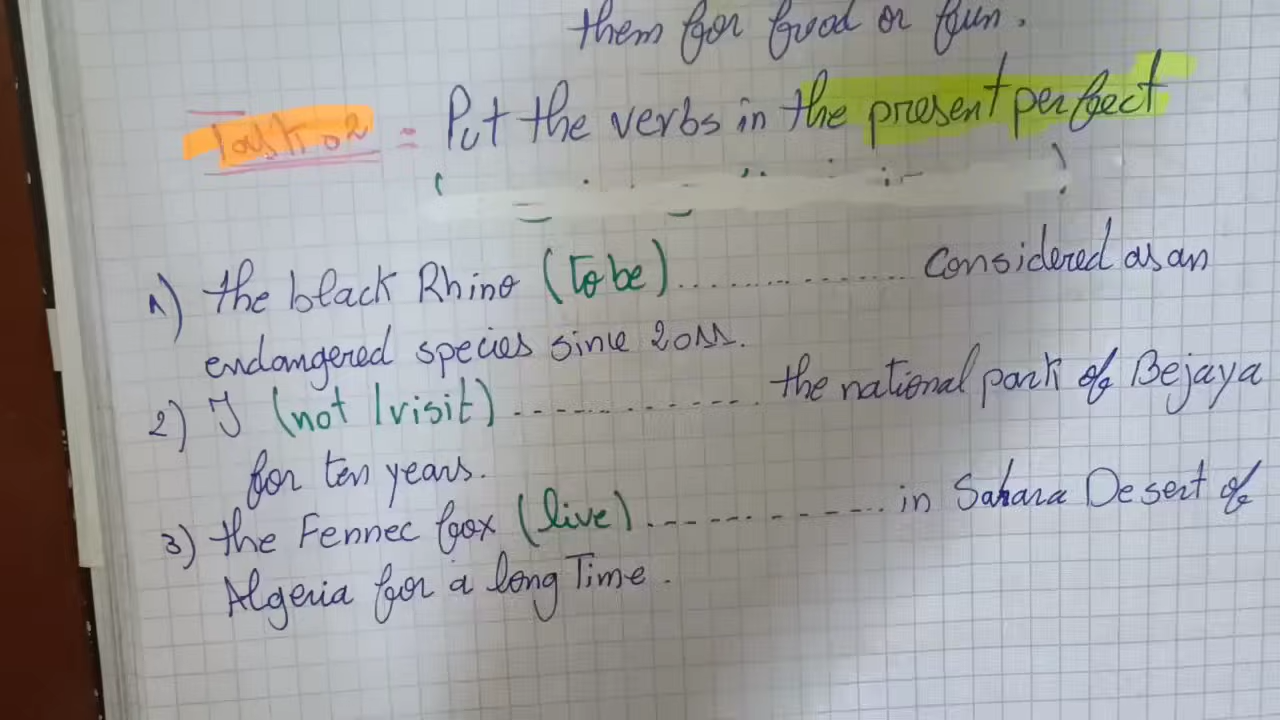 them for food or fun.
Task 02 = Put the verbs in the present perfect
1) the black Rhino (to be) .............. Considered as an
endangered species since 2011.
2) I (not / visit) -------------- the national park of Bejaya
for ten years.
3) the Fennec fox (live) .-------------- in Sahara Desert of
Algeria for a long Time.